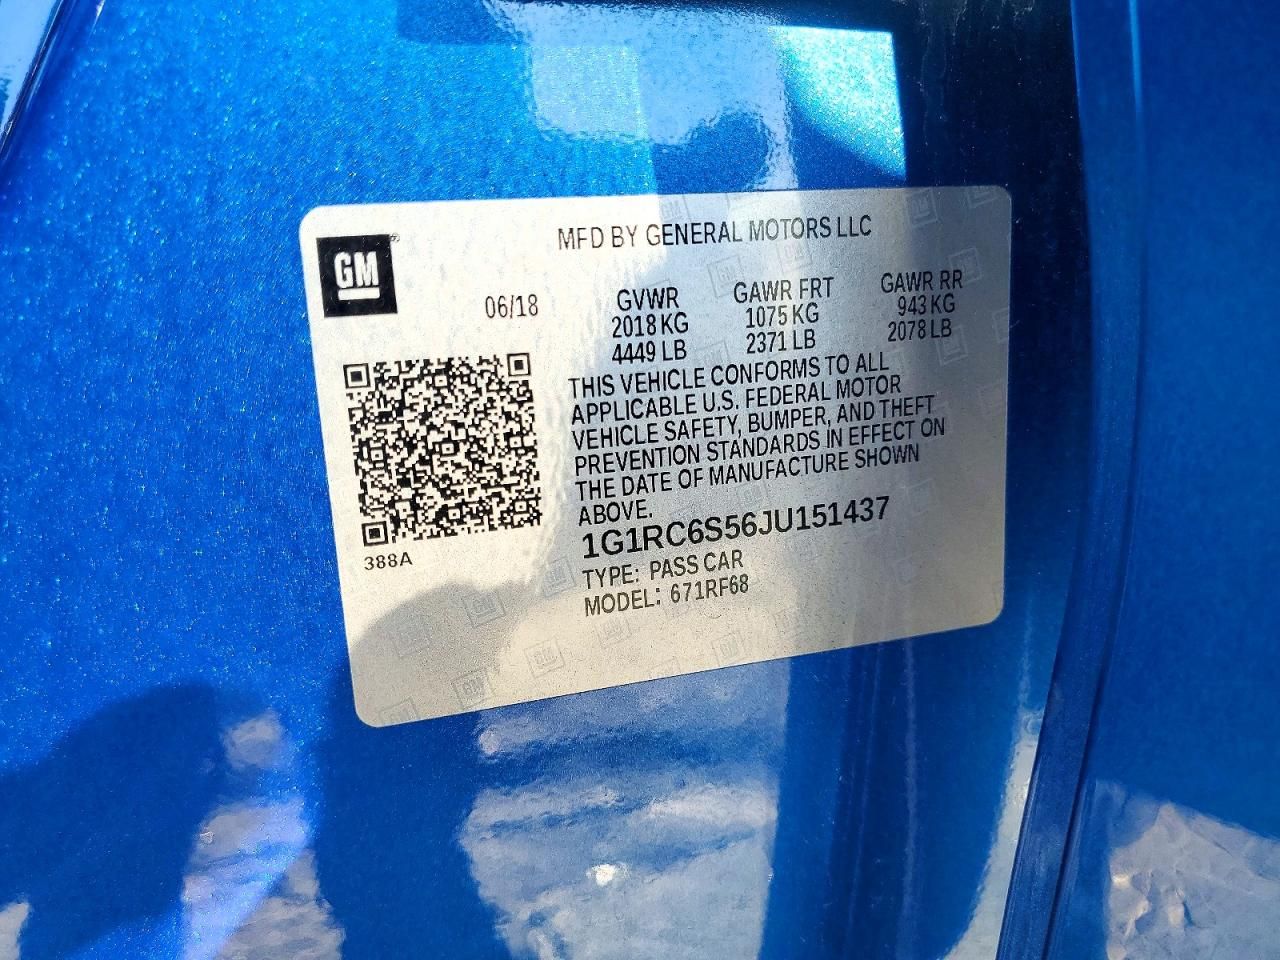 MFD BY GENERAL MOTORS LLC
GM
06/18
GVWR
2018 KG
4449 LB
GAWR FRT
1075 KG
2371 LB
GAWR RR
943 KG
2078 LB
THIS VEHICLE CONFORMS TO ALL
APPLICABLE U.S. FEDERAL MOTOR
VEHICLE SAFETY, BUMPER, AND THEFT
PREVENTION STANDARDS IN EFFECT ON
THE DATE OF MANUFACTURE SHOWN
ABOVE.
1G1RC6S56JU151437
TYPE: PASS CAR
MODEL: 671RF68
388A